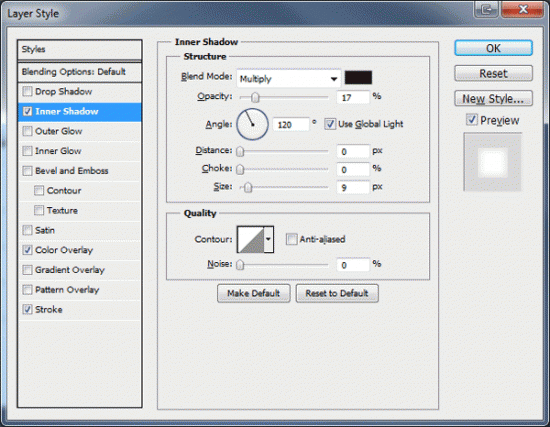 Layer Style
Styles
Blending Options: Default
Drop Shadow
Inner Shadow
Outer Glow
Inner Glow
Bevel and Emboss
Contour
Texture
Satin
Color Overlay
Gradient Overlay
Pattern Overlay
Stroke
Inner Shadow
Structure
Blend Mode: Multiply
Opacity: 17 %
Angle: 120 ° Use Global Light
Distance: 0 px
Choke: 0 %
Size: 9 px
Quality
Contour: Anti-aliased
Noise: 0 %
Make Default Reset to Default
OK
Reset
New Style...
Preview